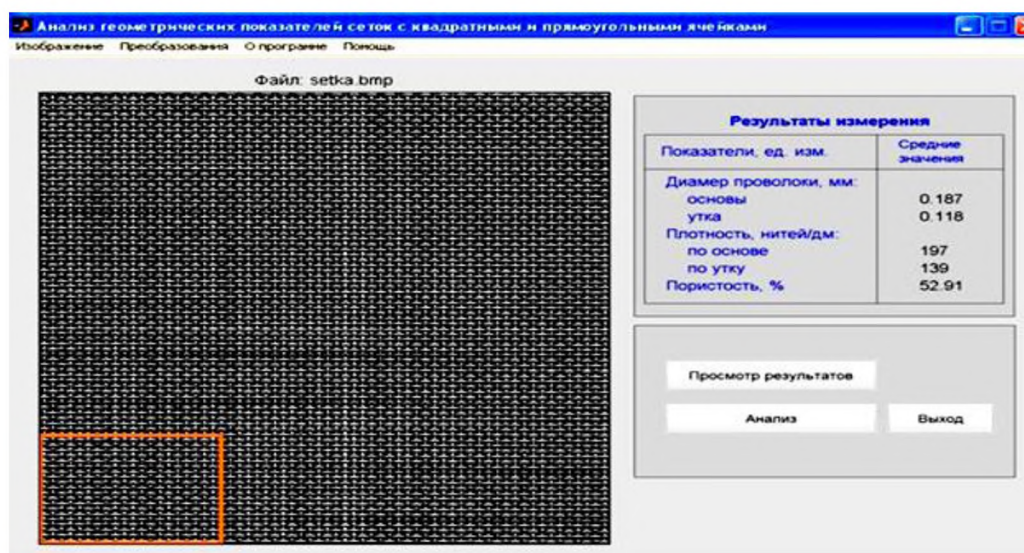 Анализ геометрических показателей сеток с квадратными и прямоугольными ячейками
Изображение Преобразования О програме Помощь
Файл: setka.bmp
Результаты измерения
Показатели, ед. изм. Средние значения
Диамер проволоки, мм:
основы 0.187
утка 0.118
Плотность, нитей/дм:
по основе 197
по утку 139
Пористость, % 52.91
Просмотр результатов
Анализ Выход